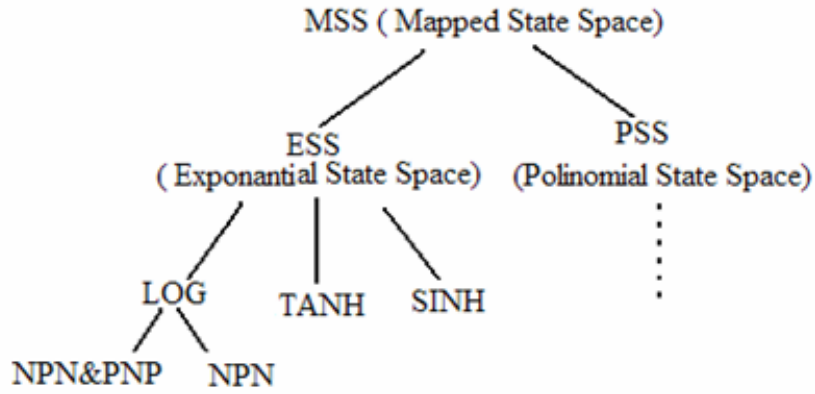 MSS ( Mapped State Space)
ESS
( Exponantial State Space)
PSS
(Polinomial State Space)
LOG
TANH
SINH
NPN&PNP
NPN